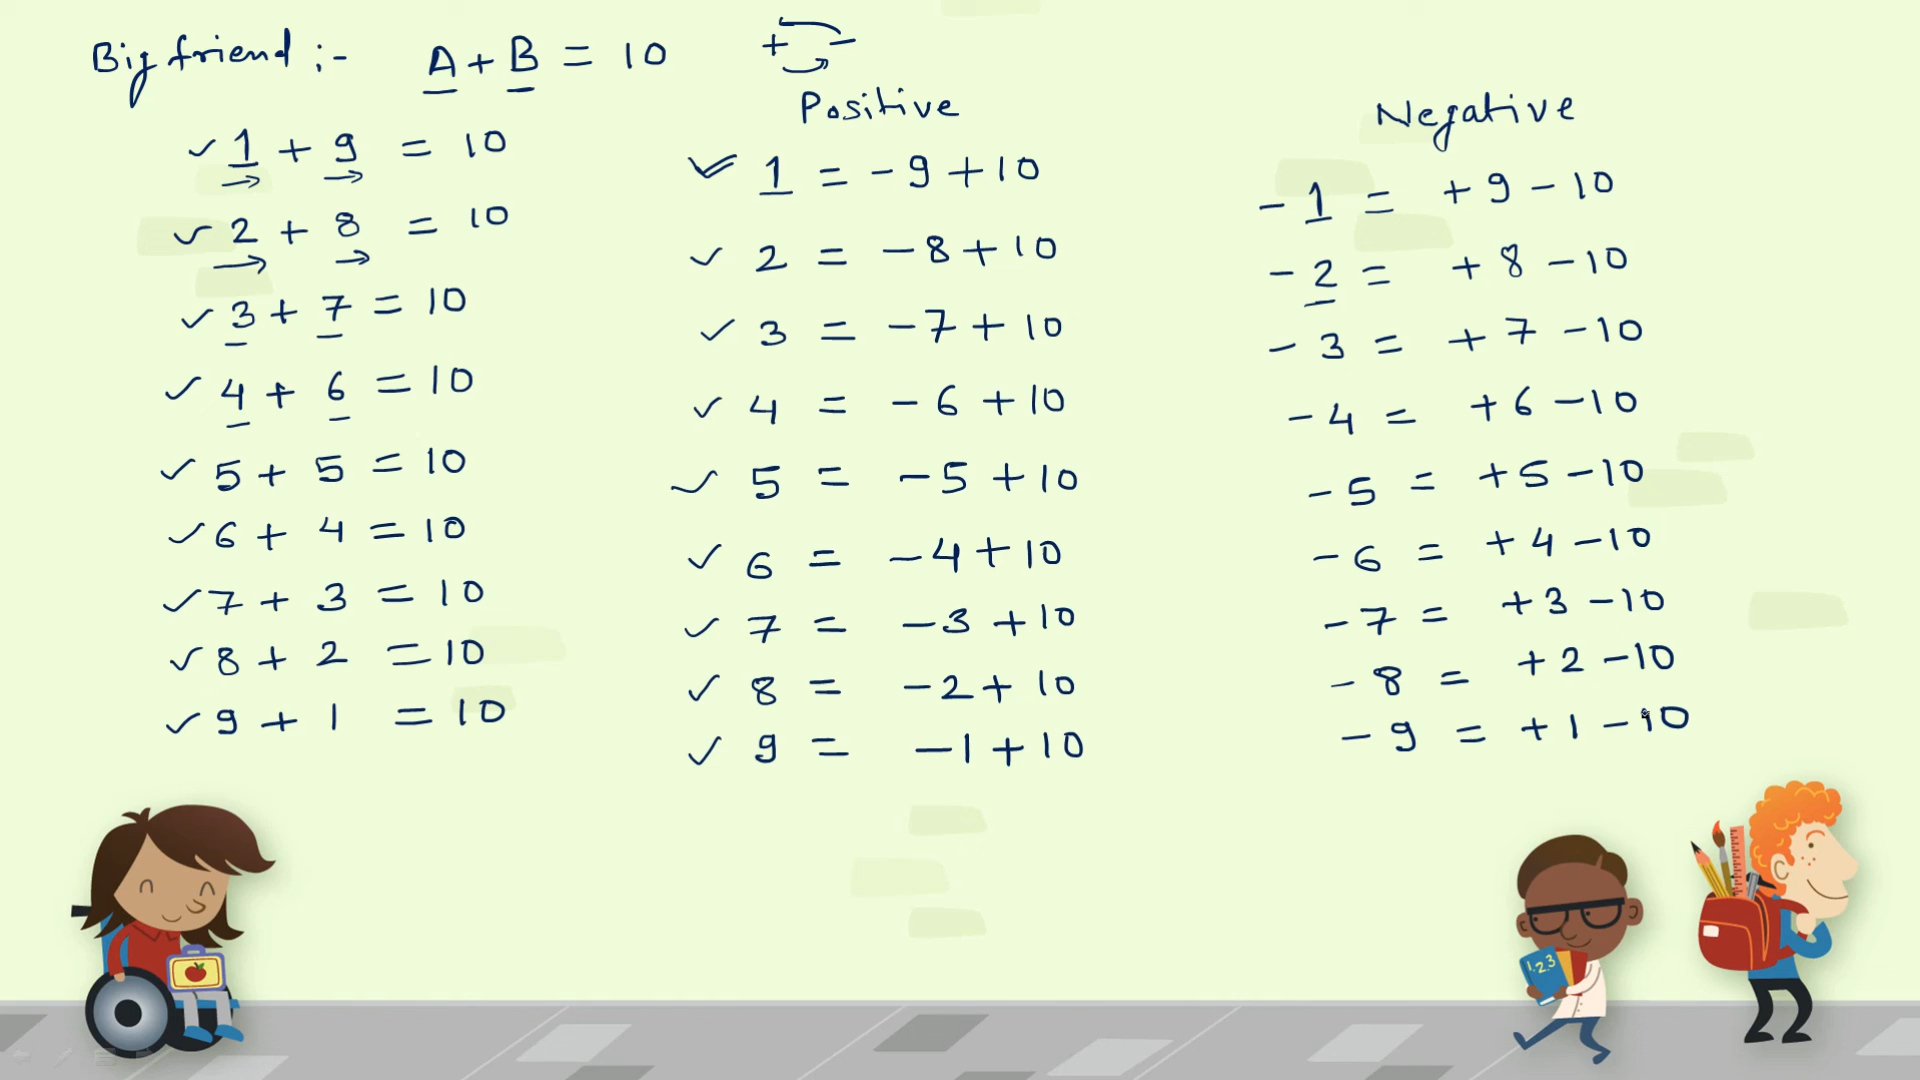 Big friend :- A + B = 10 + -
1 + 9 = 10
2 + 8 = 10
3 + 7 = 10
4 + 6 = 10
5 + 5 = 10
6 + 4 = 10
7 + 3 = 10
8 + 2 = 10
9 + 1 = 10
Positive
1 = -9 + 10
2 = -8 + 10
3 = -7 + 10
4 = -6 + 10
5 = -5 + 10
6 = -4 + 10
7 = -3 + 10
8 = -2 + 10
9 = -1 + 10
Negative
-1 = +9 -10
-2 = +8 -10
-3 = +7 -10
-4 = +6 -10
-5 = +5 -10
-6 = +4 -10
-7 = +3 -10
-8 = +2 -10
-9 = +1 -10
1.2.3